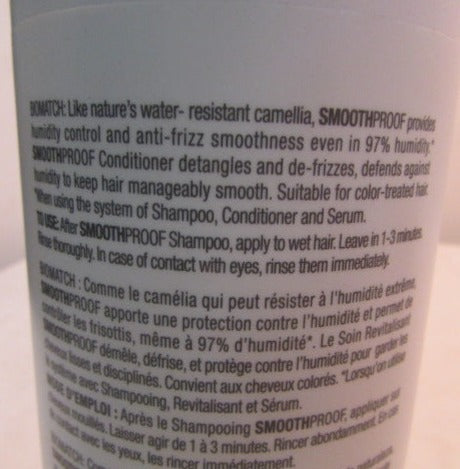 BIOMATCH: Like nature's water- resistant camellia, SMOOTHPROOF provides
humidity control and anti-frizz smoothness even in 97% humidity.*
SMOOTHPROOF Conditioner detangles and de-frizzes, defends against
humidity to keep hair manageably smooth. Suitable for color-treated hair.
*When using the system of Shampoo, Conditioner and Serum.
TO USE: After SMOOTHPROOF Shampoo, apply to wet hair. Leave in 1-3 minutes.
Rinse thoroughly. In case of contact with eyes, rinse them immediately.
BIOMATCH : Comme le camélia qui peut résister à l'humidité extrême,
SMOOTHPROOF apporte une protection contre l'humidité et permet de
contrôler les frisottis, même à 97% d'humidité*. Le Soin Revitalisant
SMOOTHPROOF démêle, défrise, et protège contre l'humidité pour garder les
cheveux lisses et disciplinés. Convient aux cheveux colorés. *Lorsqu'on utilise
le système avec Shampooing, Revitalisant et Sérum.
MODE D'EMPLOI : Après le Shampooing SMOOTHPROOF, appliquer sur
cheveux mouillés. Laisser agir de 1 à 3 minutes. Rincer abondamment. En cas
de contact avec les yeux, les rincer immédiatement.